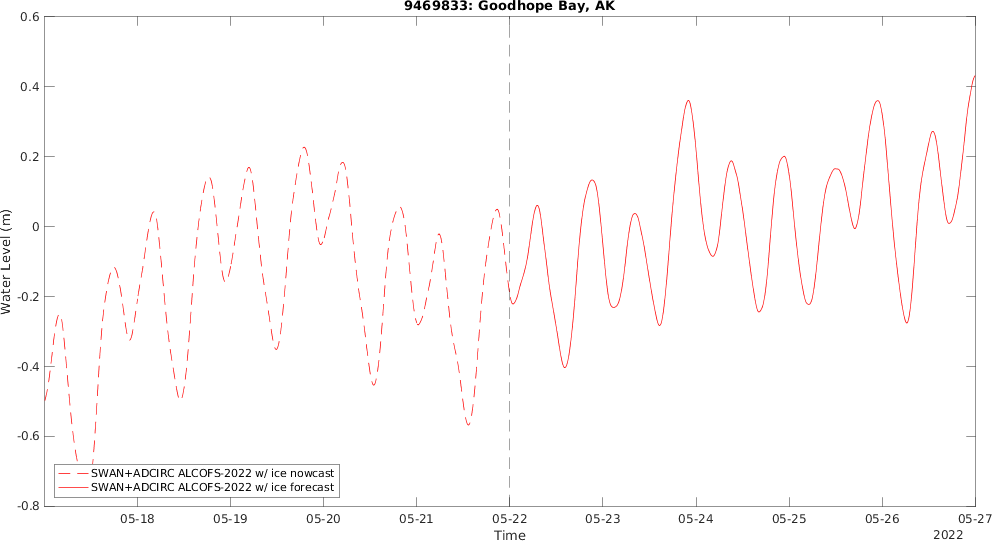 9469833: Goodhope Bay, AK
0.6
0.4
0.2
0
-0.2
-0.4
-0.6
-0.8
Water Level (m)
SWAN+ADCIRC ALCOFS-2022 w/ ice nowcast
SWAN+ADCIRC ALCOFS-2022 w/ ice forecast
05-18 05-19 05-20 05-21 05-22 05-23 05-24 05-25 05-26 05-27
Time
2022